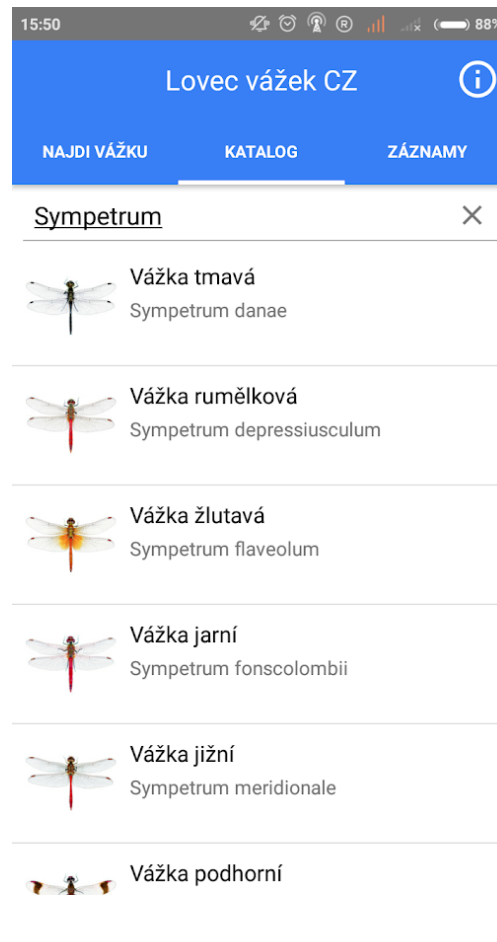 15:50 ® 88%
Lovec vážek CZ
NAJDI VÁŽKU KATALOG ZÁZNAMY
Sympetrum
Vážka tmavá
Sympetrum danae
Vážka rumělková
Sympetrum depressiusculum
Vážka žlutavá
Sympetrum flaveolum
Vážka jarní
Sympetrum fonscolombii
Vážka jižní
Sympetrum meridionale
Vážka podhorní